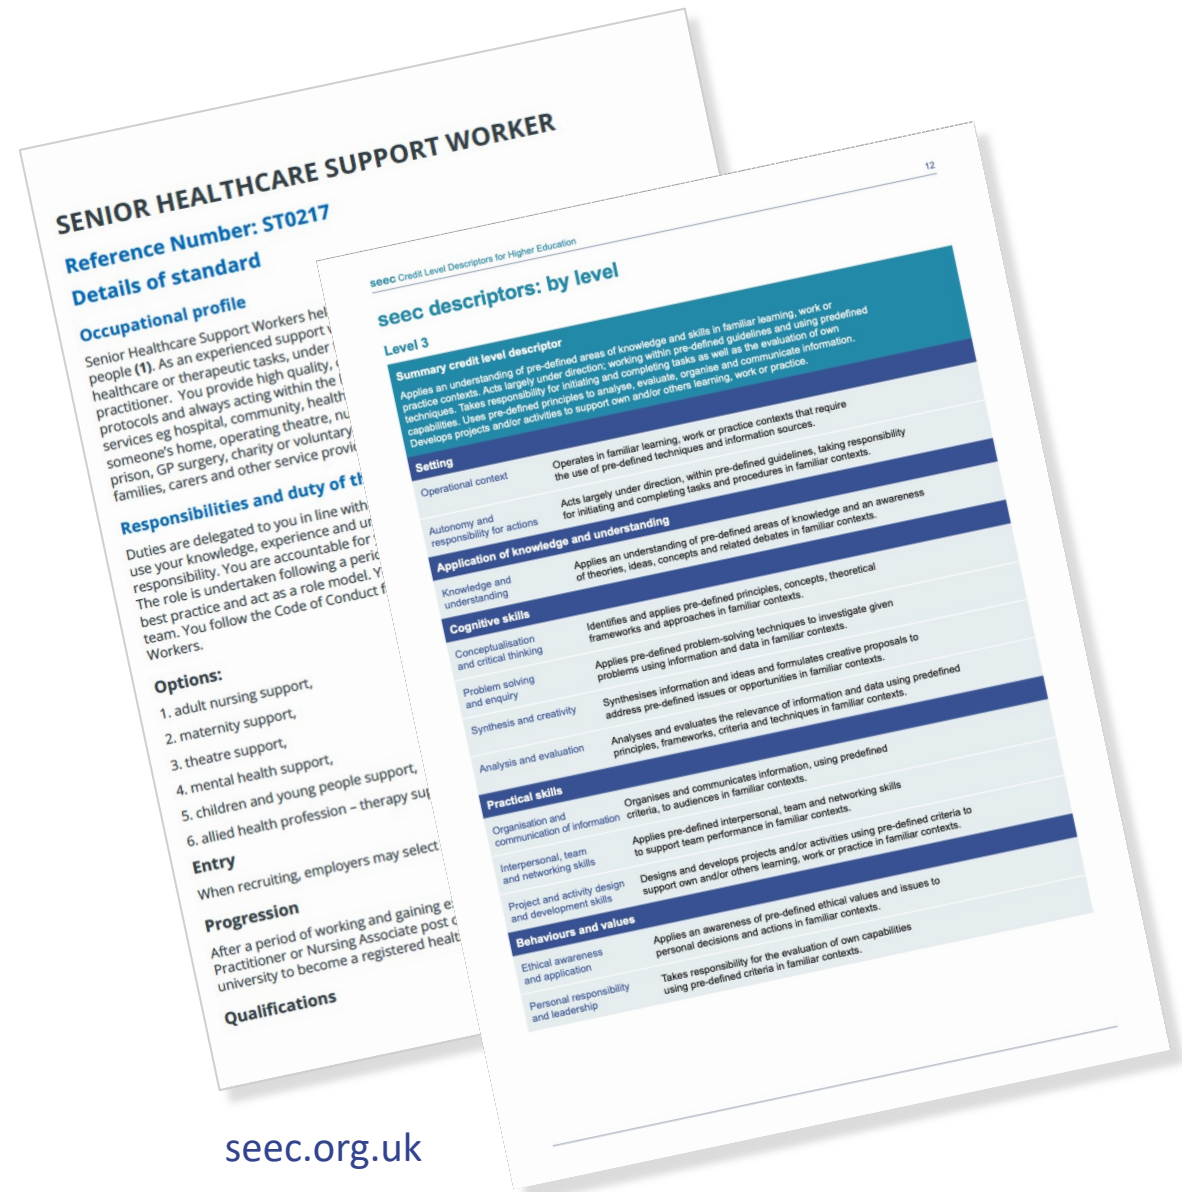 SENIOR HEALTHCARE SUPPORT WORKER
Reference Number: ST0217
Details of standard
Occupational profile
Senior Healthcare Support Workers hel
people (1). As an experienced support
healthcare or therapeutic tasks, under
practitioner. You provide high quality,
protocols and always acting within the
services eg hospital, community, health
someone's home, operating theatre, nu
prison, GP surgery, charity or voluntary
families, carers and other service provi
Responsibilities and duty of th
Duties are delegated to you in line with
use your knowledge, experience and un
responsibility. You are accountable for
The role is undertaken following a perio
best practice and act as a role model. Y
team. You follow the Code of Conduct f
Workers.
Options:
1. adult nursing support,
2. maternity support,
3. theatre support,
4. mental health support,
5. children and young people support,
6. allied health profession – therapy sup
Entry
When recruiting, employers may select
Progression
After a period of working and gaining e
Practitioner or Nursing Associate post
university to become a registered healt
Qualifications
12
seec Credit Level Descriptors for Higher Education
seec descriptors: by level
Level 3
Summary credit level descriptor
Applies an understanding of pre-defined areas of knowledge and skills in familiar learning, work or
practice contexts. Acts largely under direction; working within pre-defined guidelines and using predefined
techniques. Takes responsibility for initiating and completing tasks as well as the evaluation of own
capabilities. Uses pre-defined principles to analyse, evaluate, organise and communicate information.
Develops projects and/or activities to support own and/or others learning, work or practice.
Setting
Operational context
Operates in familiar learning, work or practice contexts that require
the use of pre-defined techniques and information sources.
Autonomy and
responsibility for actions
Acts largely under direction, within pre-defined guidelines, taking responsibility
for initiating and completing tasks and procedures in familiar contexts.
Application of knowledge and understanding
Knowledge and
understanding
Applies an understanding of pre-defined areas of knowledge and an awareness
of theories, ideas, concepts and related debates in familiar contexts.
Cognitive skills
Conceptualisation
and critical thinking
Identifies and applies pre-defined principles, concepts, theoretical
frameworks and approaches in familiar contexts.
Problem solving
and enquiry
Applies pre-defined problem-solving techniques to investigate given
problems using information and data in familiar contexts.
Synthesis and creativity
Synthesises information and ideas and formulates creative proposals to
address pre-defined issues or opportunities in familiar contexts.
Analysis and evaluation
Analyses and evaluates the relevance of information and data using predefined
principles, frameworks, criteria and techniques in familiar contexts.
Practical skills
Organisation and
communication of information
Organises and communicates information, using predefined
criteria, to audiences in familiar contexts.
Interpersonal, team
and networking skills
Applies pre-defined interpersonal, team and networking skills
to support team performance in familiar contexts.
Project and activity design
and development skills
Designs and develops projects and/or activities using pre-defined criteria to
support own and/or others learning, work or practice in familiar contexts.
Behaviours and values
Ethical awareness
and application
Applies an awareness of pre-defined ethical values and issues to
personal decisions and actions in familiar contexts.
Personal responsibility
and leadership
Takes responsibility for the evaluation of own capabilities
using pre-defined criteria in familiar contexts.
seec.org.uk